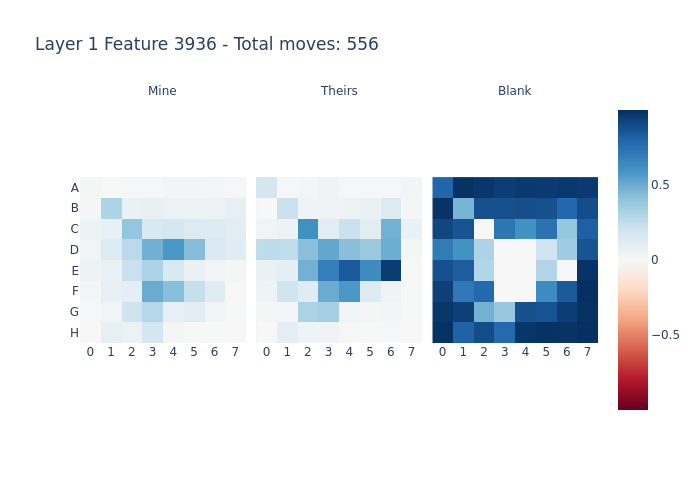 Layer 1 Feature 3936 - Total moves: 556
Mine Theirs Blank
A
B
C
D
E
F
G
H
0 1 2 3 4 5 6 7 0 1 2 3 4 5 6 7 0 1 2 3 4 5 6 7
0.5
0
−0.5